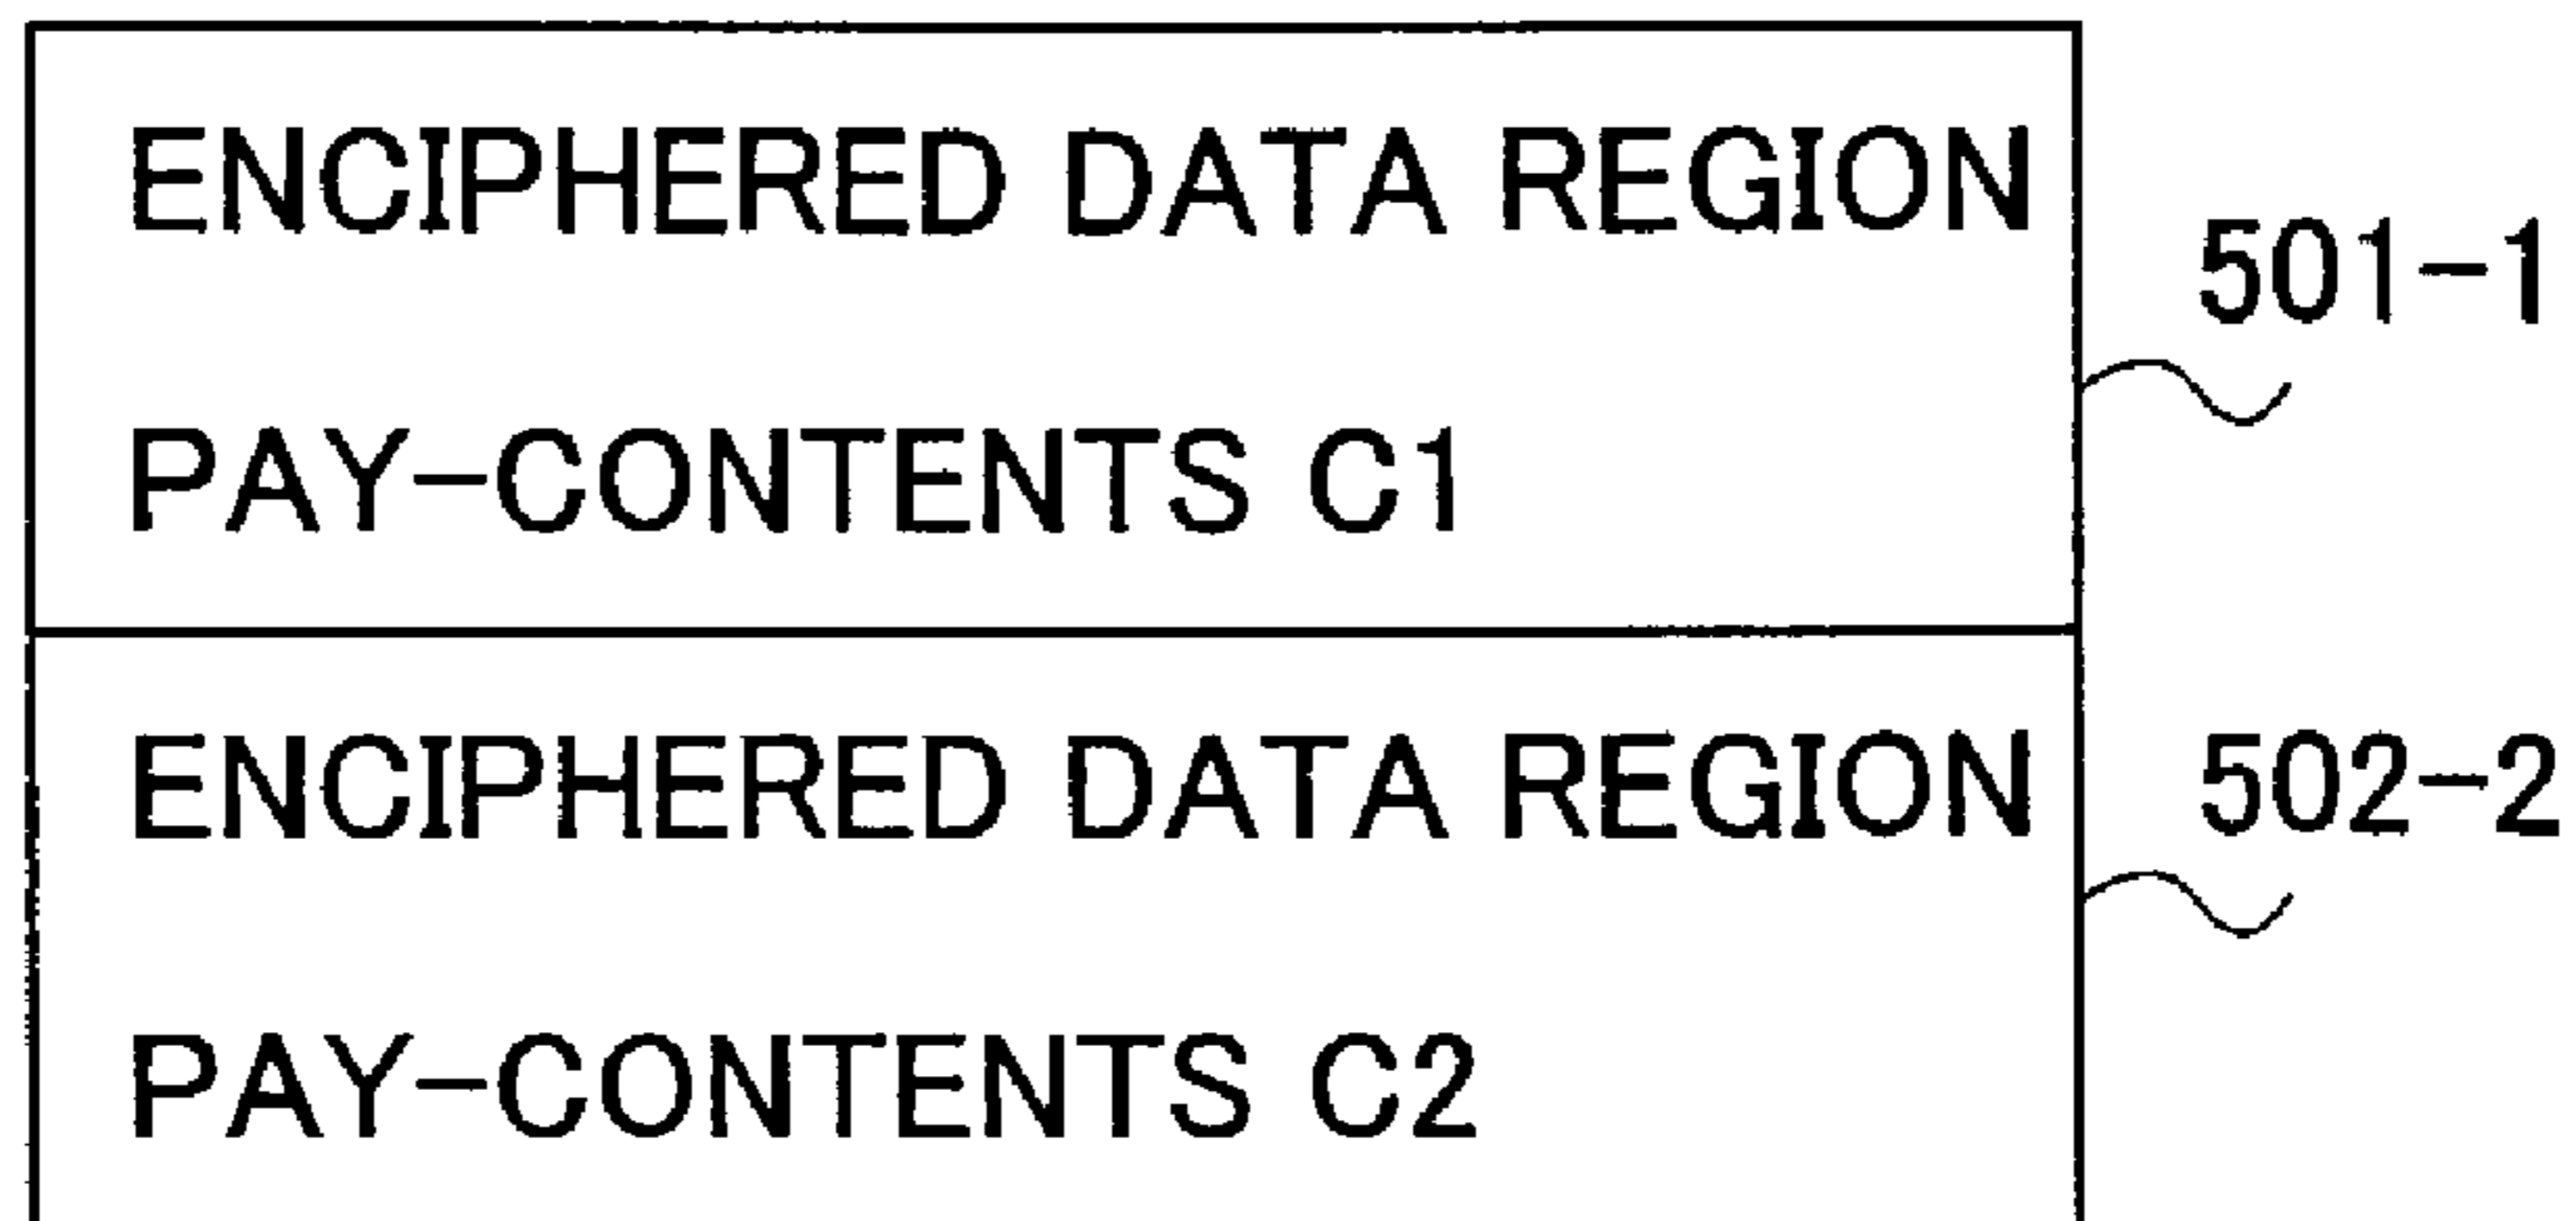 ENCIPHERED DATA REGION
501-1
PAY-CONTENTS C1
ENCIPHERED DATA REGION
502-2
PAY-CONTENTS C2